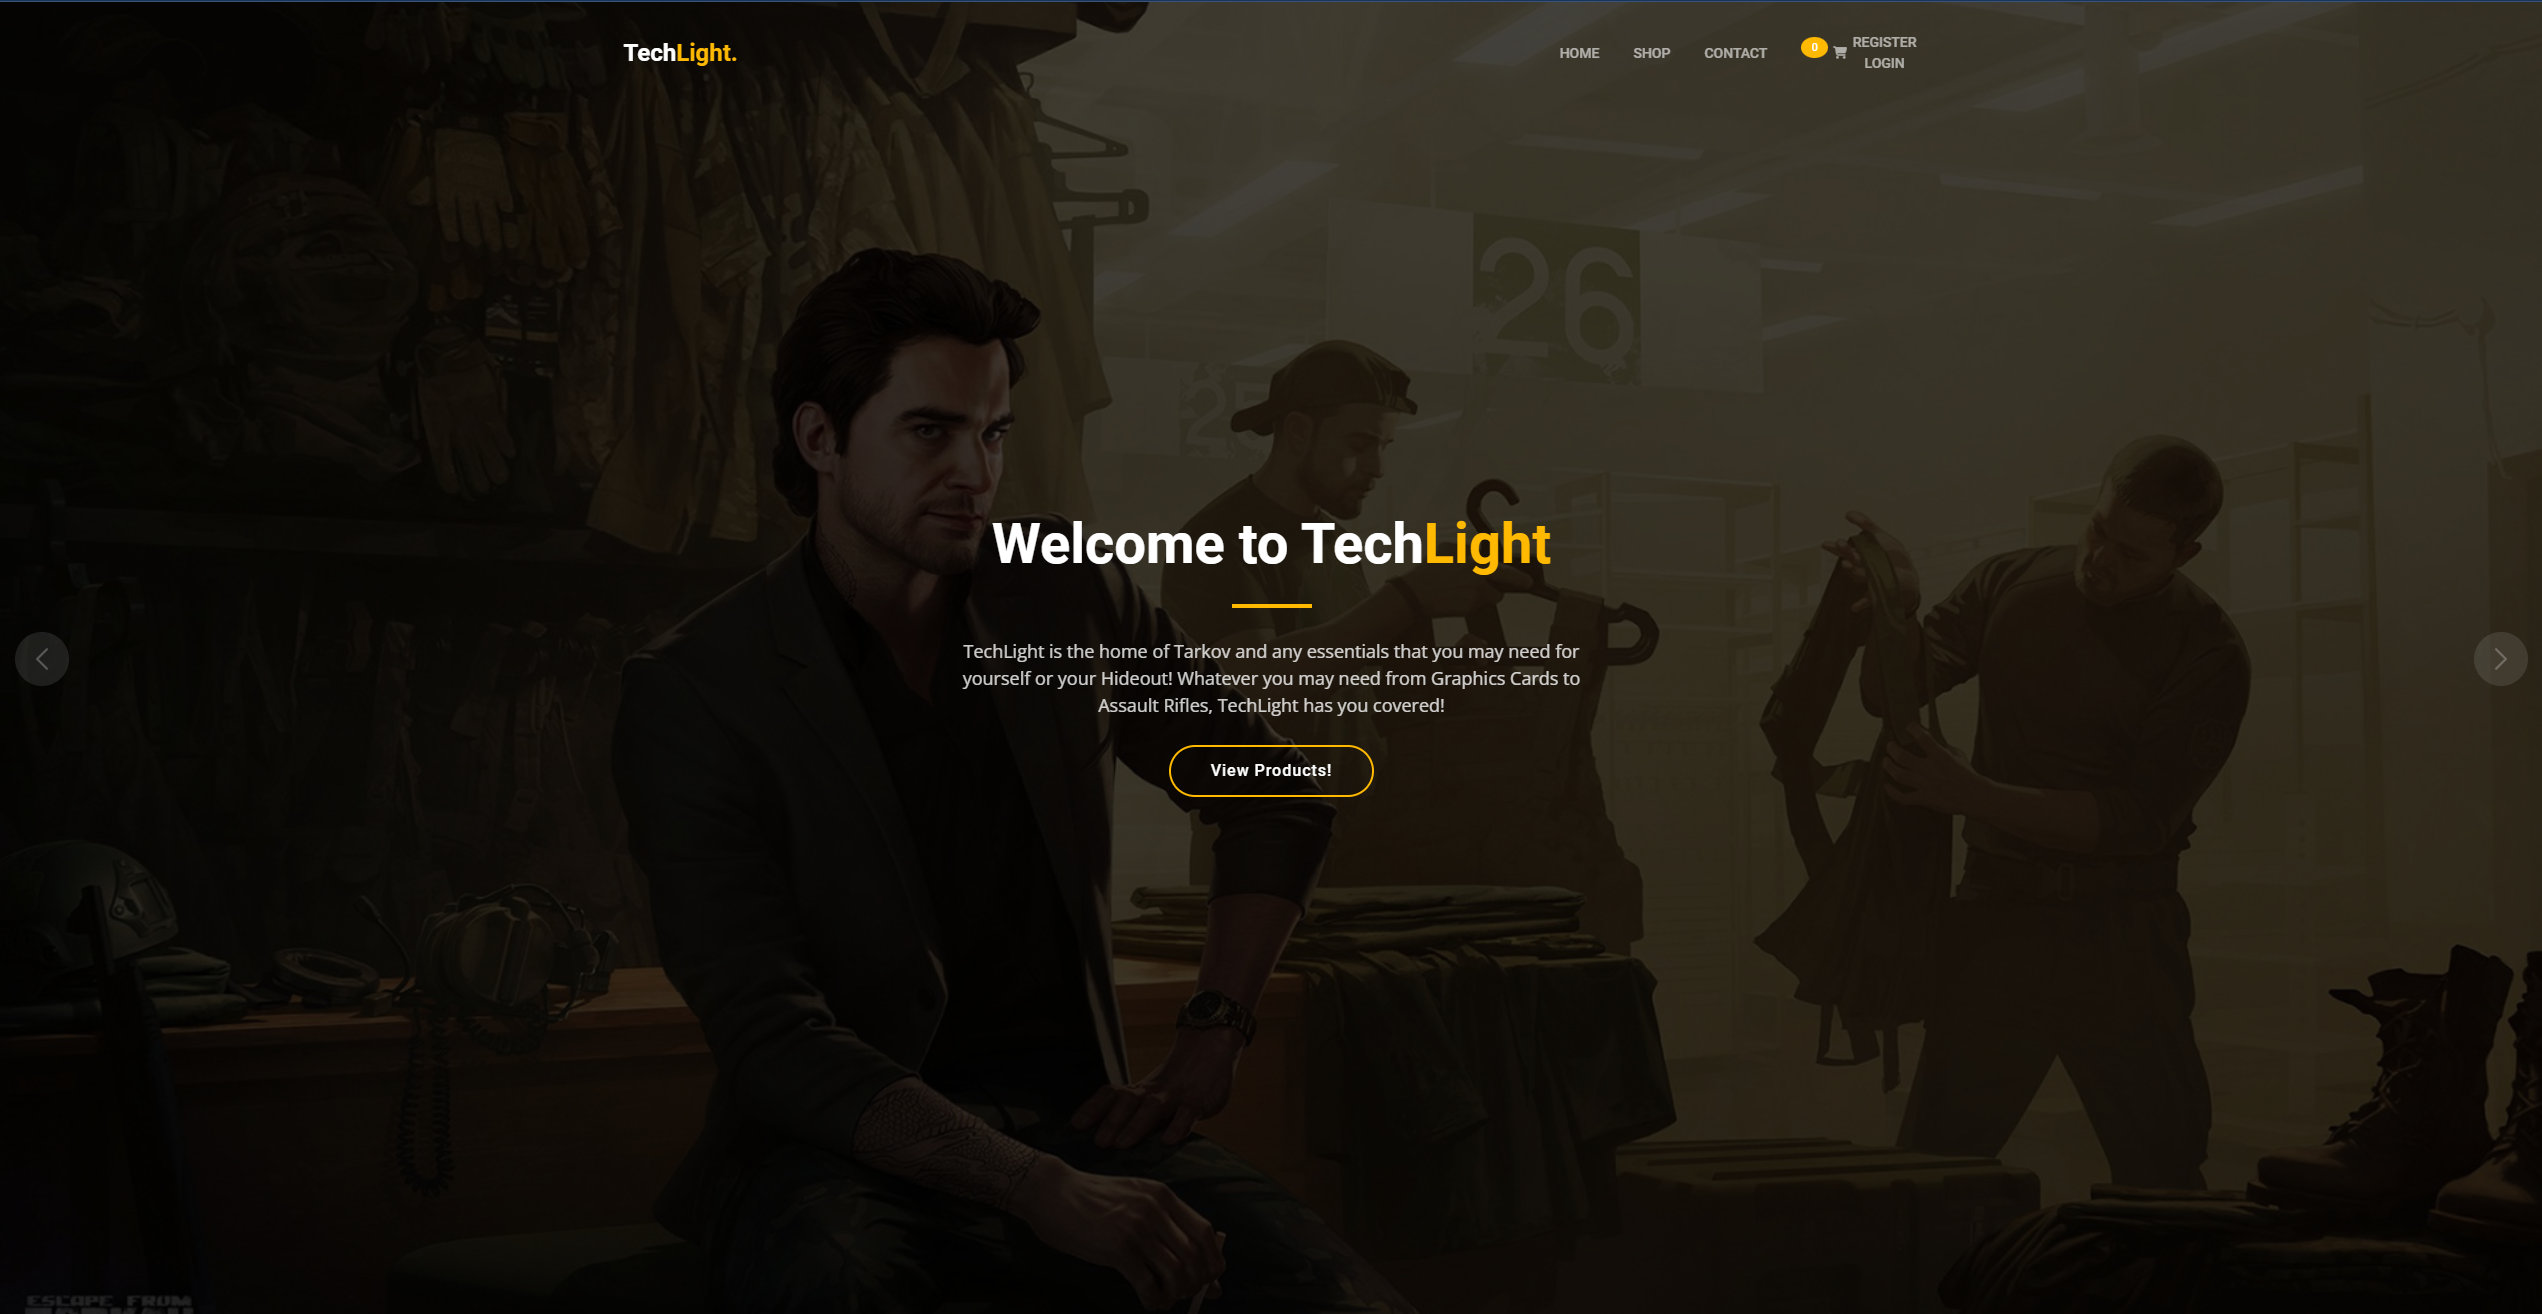 TechLight.
HOME SHOP CONTACT 0 REGISTER
LOGIN
26
25
Welcome to TechLight
TechLight is the home of Tarkov and any essentials that you may need for
yourself or your Hideout! Whatever you may need from Graphics Cards to
Assault Rifles, TechLight has you covered!
View Products!
ESCAPE FROM